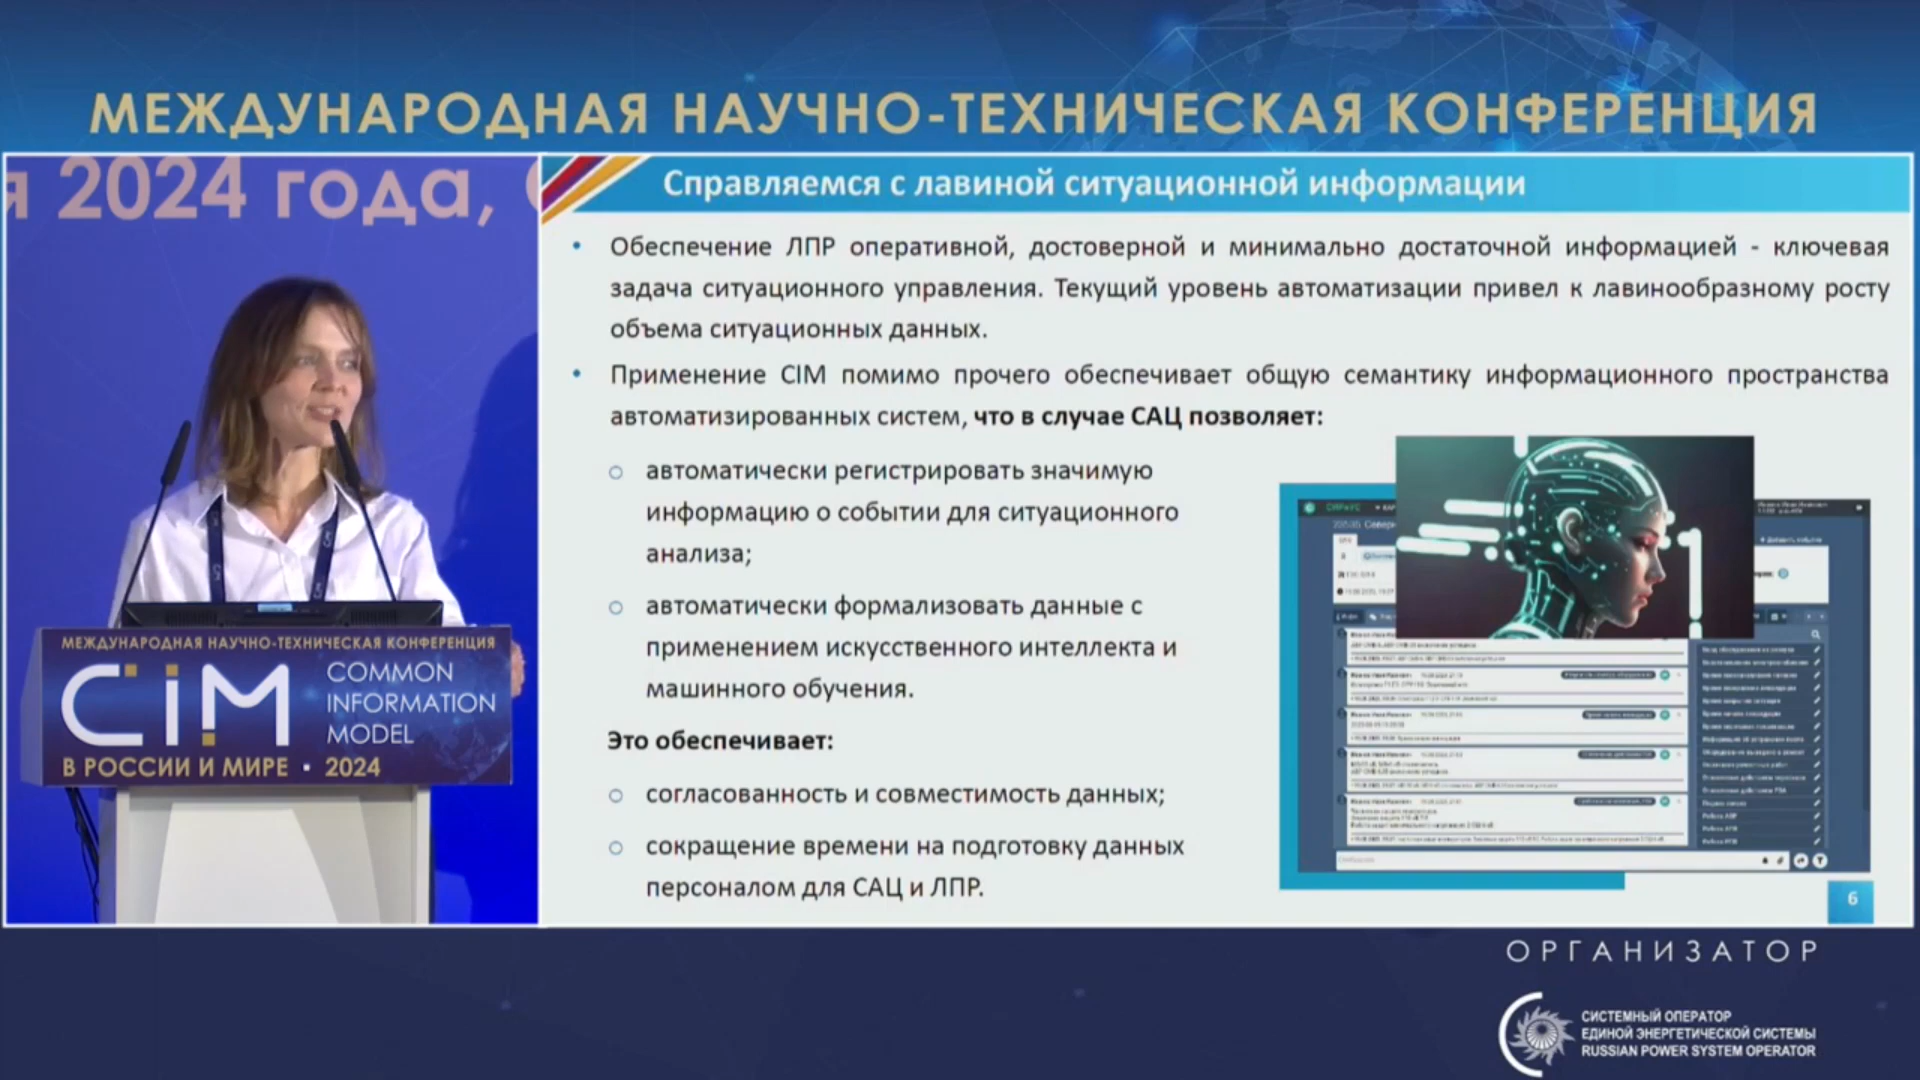 МЕЖДУНАРОДНАЯ НАУЧНО-ТЕХНИЧЕСКАЯ КОНФЕРЕНЦИЯ
я 2024 года,
МЕЖДУНАРОДНАЯ НАУЧНО-ТЕХНИЧЕСКАЯ КОНФЕРЕНЦИЯ
CiM
COMMON
INFORMATION
MODEL
В РОССИИ И МИРЕ • 2024
Справляемся с лавиной ситуационной информации
• Обеспечение ЛПР оперативной, достоверной и минимально достаточной информацией - ключевая
задача ситуационного управления. Текущий уровень автоматизации привел к лавинообразному росту
объема ситуационных данных.
• Применение CIM помимо прочего обеспечивает общую семантику информационного пространства
автоматизированных систем, что в случае САЦ позволяет:
○ автоматически регистрировать значимую
информацию о событии для ситуационного
анализа;
○ автоматически формализовать данные с
применением искусственного интеллекта и
машинного обучения.
Это обеспечивает:
○ согласованность и совместимость данных;
○ сокращение времени на подготовку данных
персоналом для САЦ и ЛПР.
6
ОРГАНИЗАТОР
СИСТЕМНЫЙ ОПЕРАТОР
ЕДИНОЙ ЭНЕРГЕТИЧЕСКОЙ СИСТЕМЫ
RUSSIAN POWER SYSTEM OPERATOR